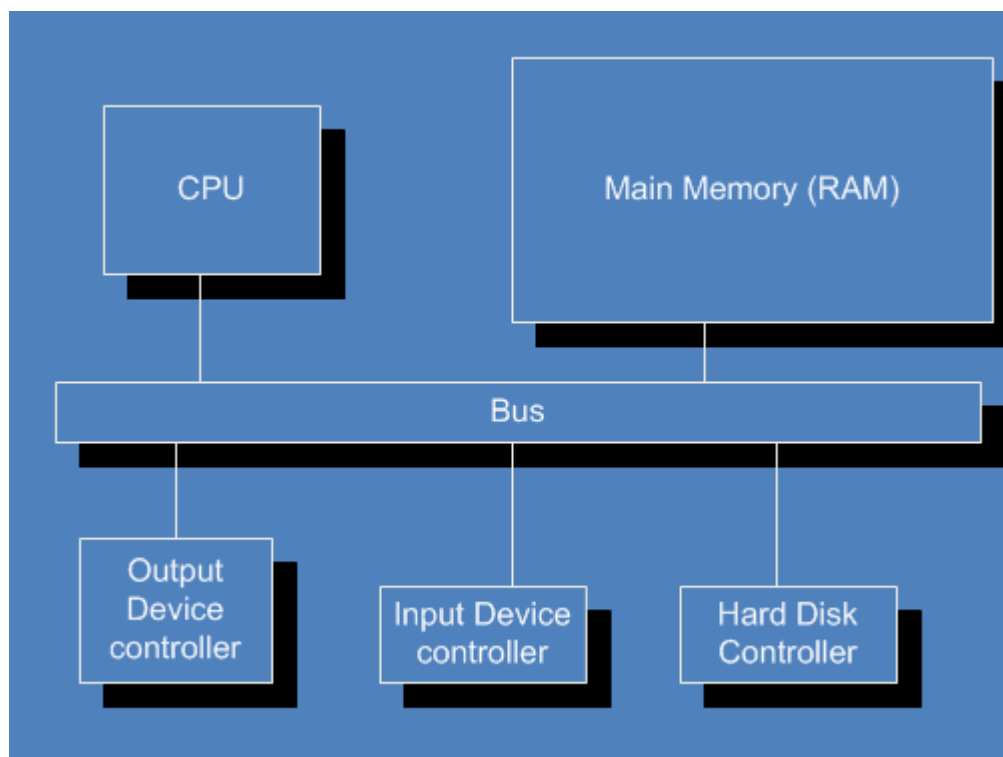 CPU
Main Memory (RAM)
Bus
Output
Device
controller
Input Device
controller
Hard Disk
Controller